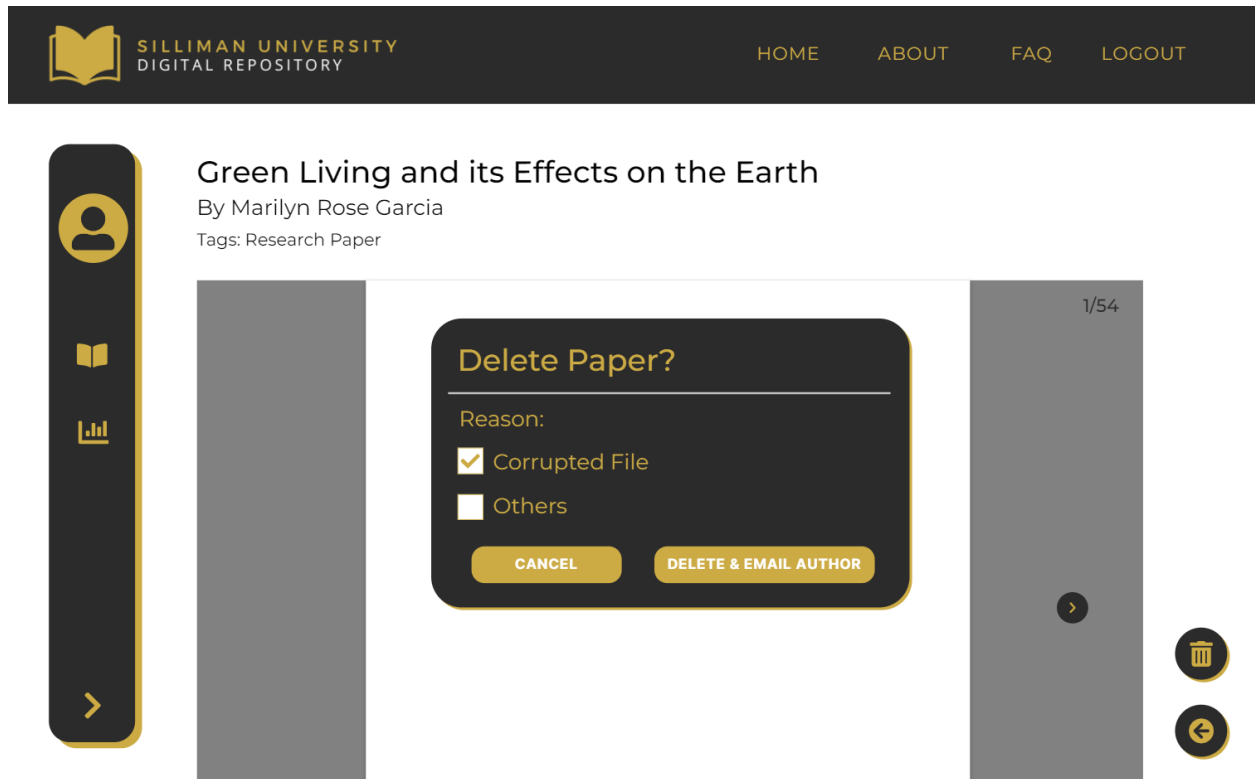 SILLIMAN UNIVERSITY
DIGITAL REPOSITORY
HOME ABOUT FAQ LOGOUT
Green Living and its Effects on the Earth
By Marilyn Rose Garcia
Tags: Research Paper
1/54
Delete Paper?
Reason:
Corrupted File
Others
CANCEL DELETE & EMAIL AUTHOR